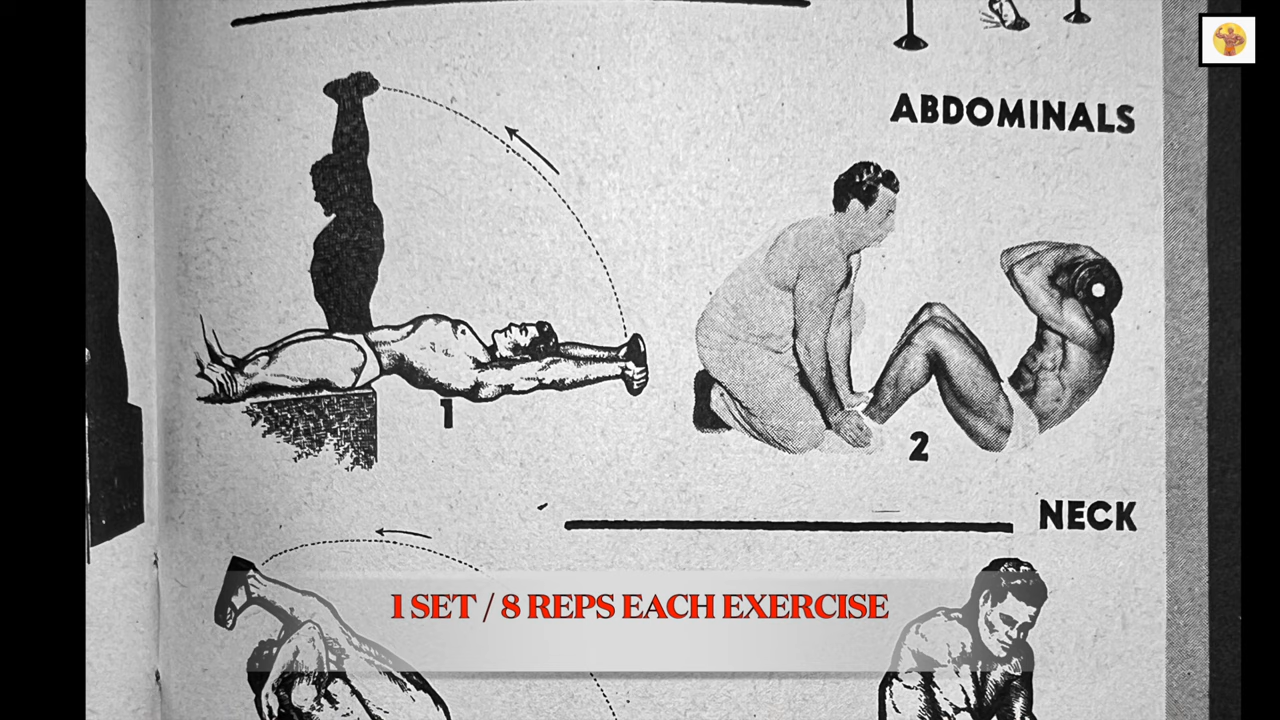 ABDOMINALS
1
2
NECK
1 SET / 8 REPS EACH EXERCISE